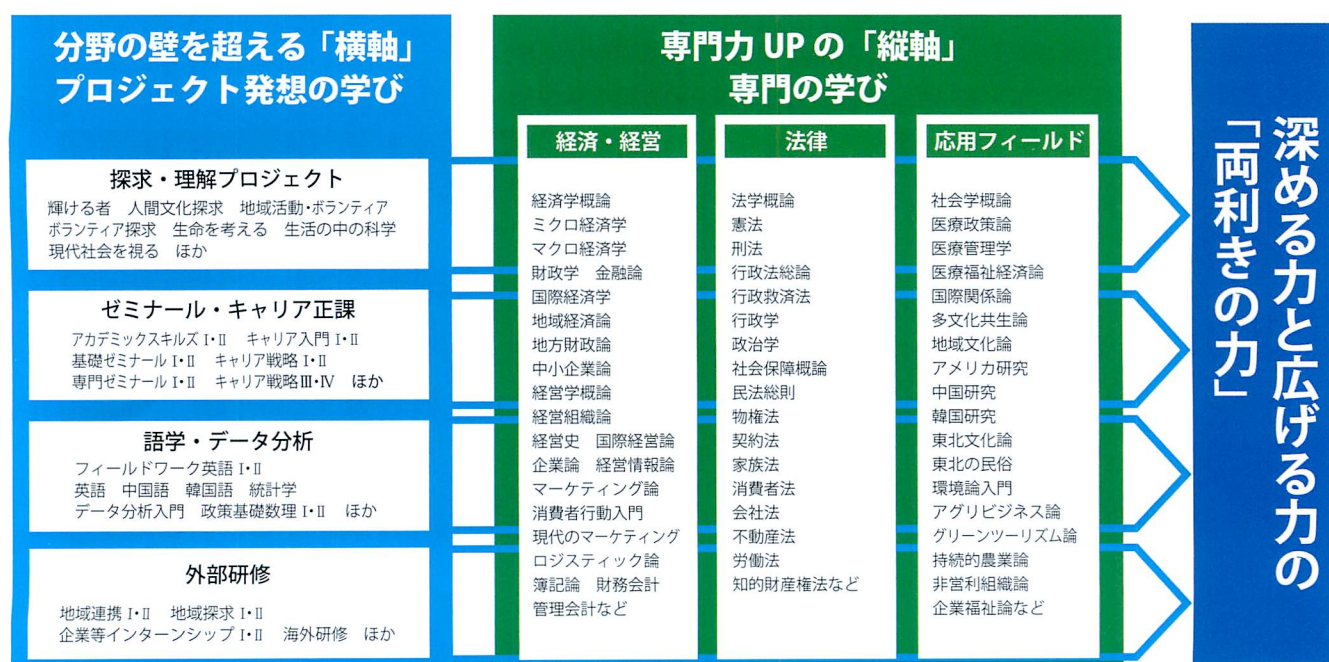 分野の壁を超える「横軸」
プロジェクト発想の学び
探求・理解プロジェクト
輝ける者　人間文化探求　地域活動・ボランティア
ボランティア探求　生命を考える　生活の中の科学
現代社会を視る　ほか
ゼミナール・キャリア正課
アカデミックスキルズ I・II　キャリア入門 I・II
基礎ゼミナール I・II　キャリア戦略 I・II
専門ゼミナール I・II　キャリア戦略Ⅲ・Ⅳ　ほか
語学・データ分析
フィールドワーク英語 I・II
英語　中国語　韓国語　統計学
データ分析入門　政策基礎数理 I・II　ほか
外部研修
地域連携 I・II　地域探求 I・II
企業等インターンシップ I・II　海外研修　ほか
専門力 UP の「縦軸」
専門の学び
経済・経営
経済学概論
ミクロ経済学
マクロ経済学
財政学　金融論
国際経済学
地域経済論
地方財政論
中小企業論
経営学概論
経営組織論
経営史　国際経営論
企業論　経営情報論
マーケティング論
消費者行動入門
現代のマーケティング
ロジスティック論
簿記論　財務会計
管理会計など
法律
法学概論
憲法
刑法
行政法総論
行政救済法
行政学
政治学
社会保障概論
民法総則
物権法
契約法
家族法
消費者法
会社法
不動産法
労働法
知的財産権法など
応用フィールド
社会学概論
医療政策論
医療管理学
医療福祉経済論
国際関係論
多文化共生論
地域文化論
アメリカ研究
中国研究
韓国研究
東北文化論
東北の民俗
環境論入門
アグリビジネス論
グリーンツーリズム論
持続的農業論
非営利組織論
企業福祉論など
深める力と広げる力の
「両利きの力」